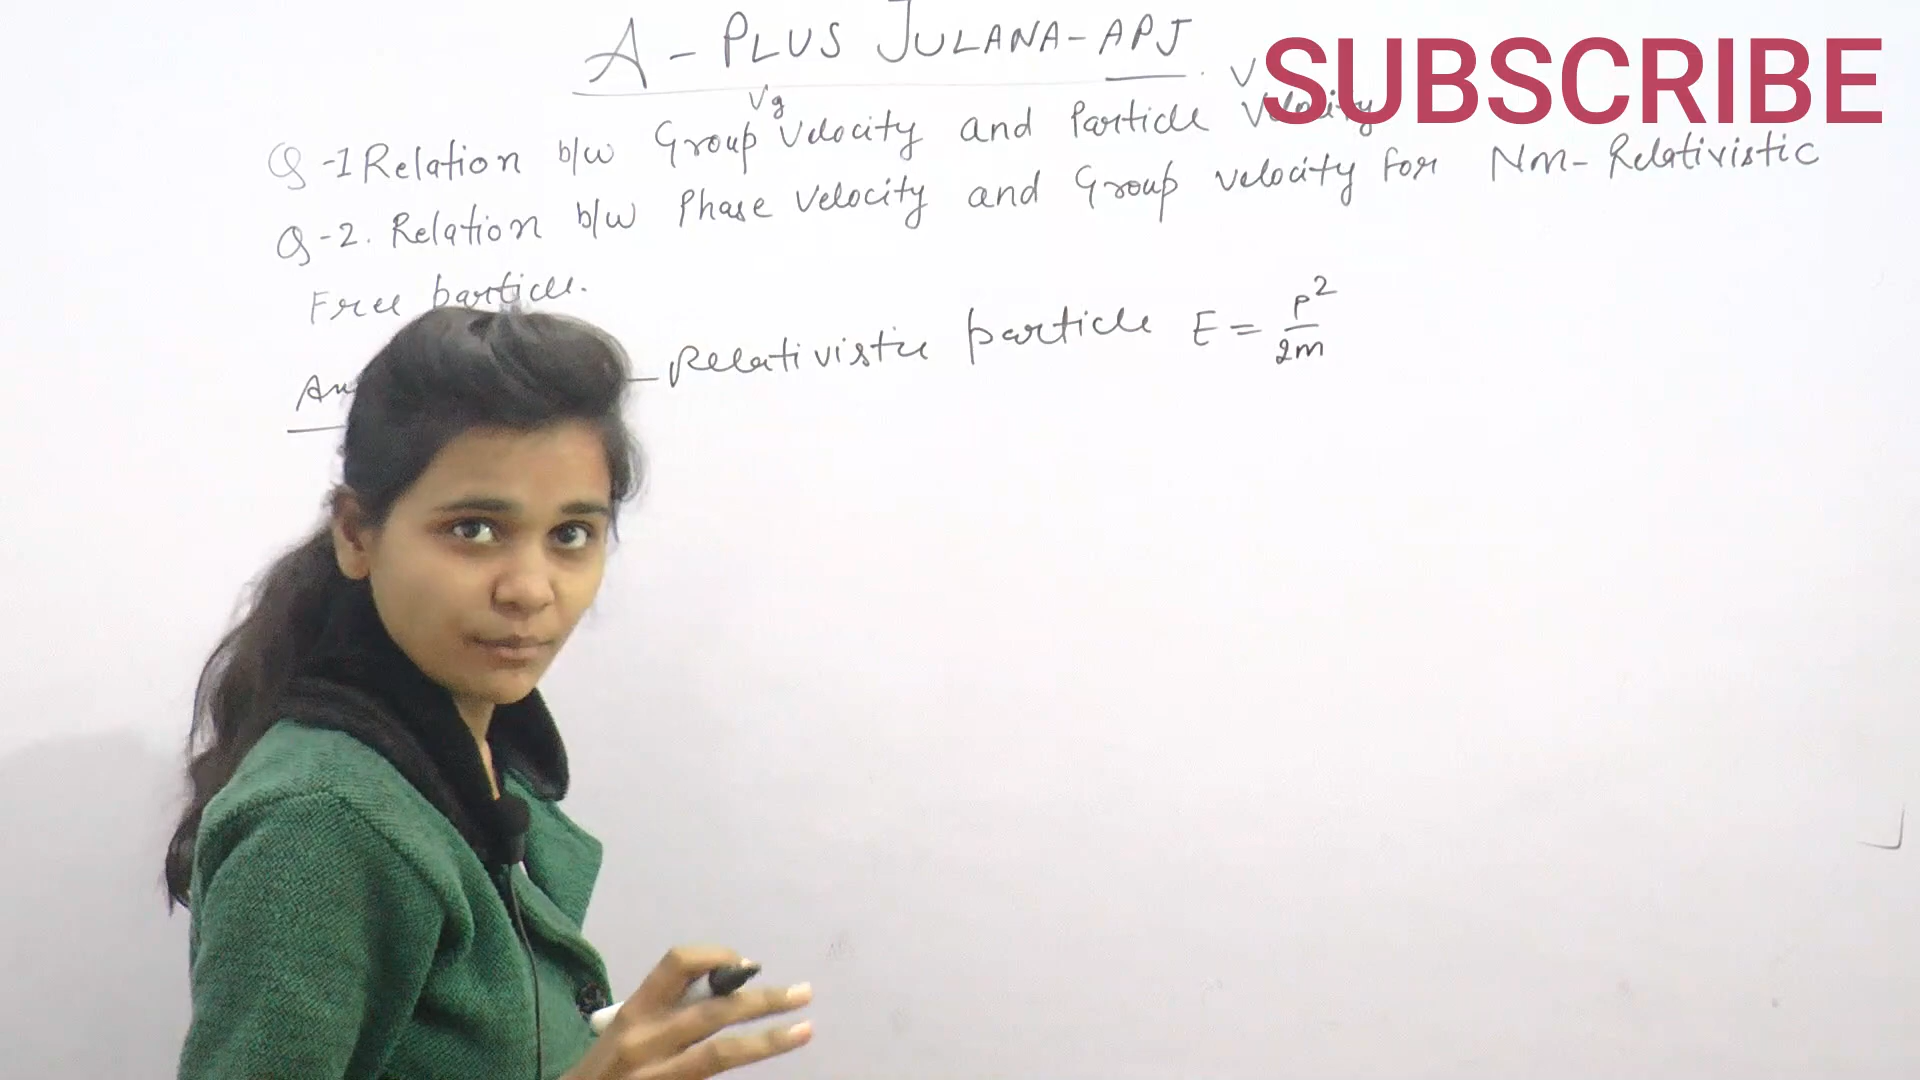 A - PLUS JULANA - APJ
SUBSCRIBE
Vg V
Q-1 Relation b/w Group Velocity and Particle Velocity
Q-2. Relation b/w Phase Velocity and Group velocity for Non-Relativistic
Free particle.
- Relativistic particle E = p²/2m